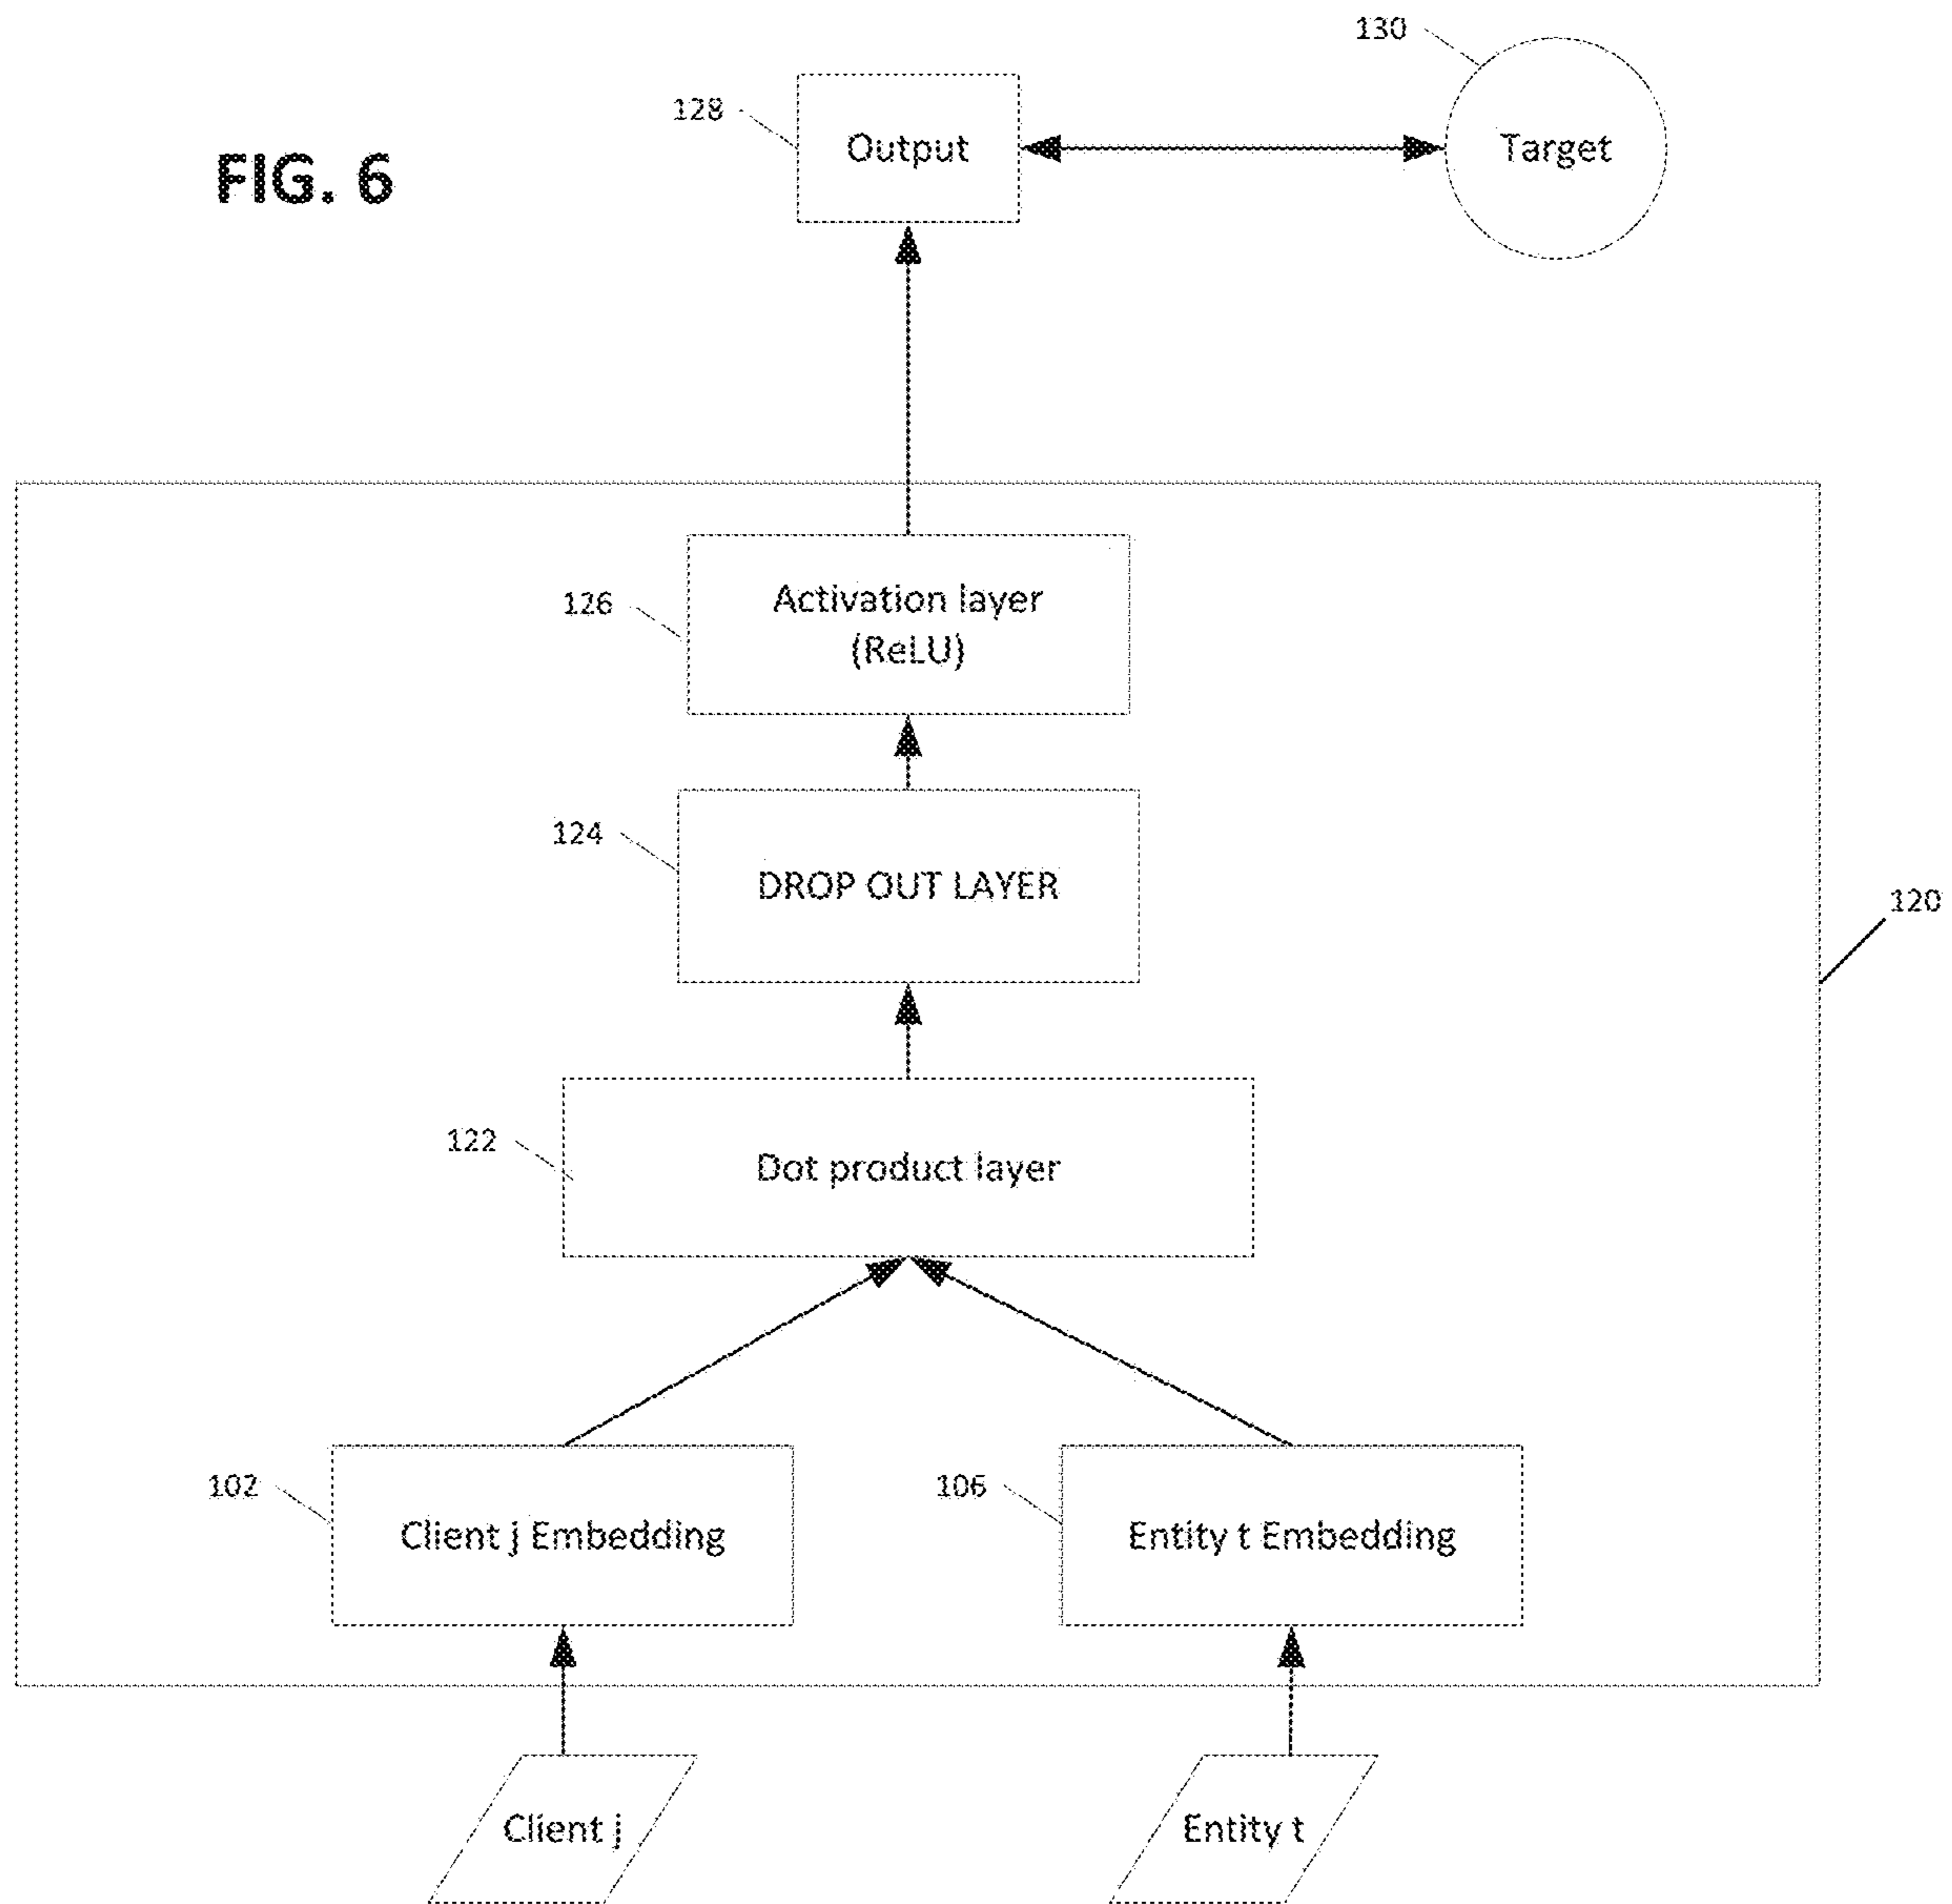 130
128
Output
Target
FIG. 6
126
Activation layer
(ReLU)
124
DROP OUT LAYER
120
122
Dot product layer
102
106
Client j Embedding
Entity t Embedding
Client j
Entity t